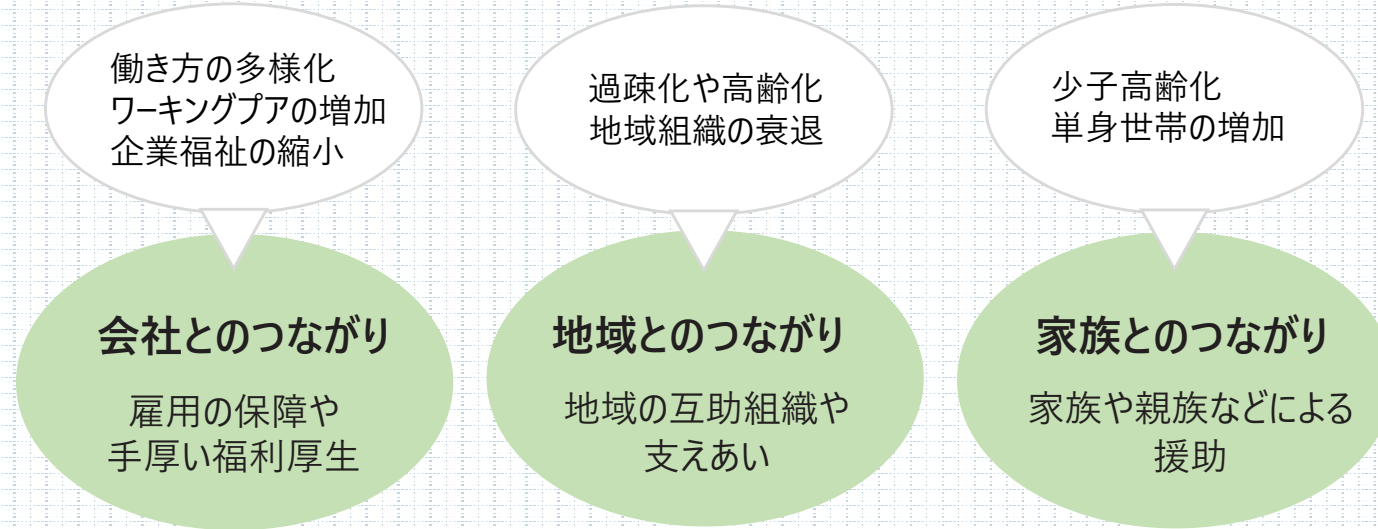 働き方の多様化
ワーキングプアの増加
企業福祉の縮小
過疎化や高齢化
地域組織の衰退
少子高齢化
単身世帯の増加
会社とのつながり
雇用の保障や
手厚い福利厚生
地域とのつながり
地域の互助組織や
支えあい
家族とのつながり
家族や親族などによる
援助